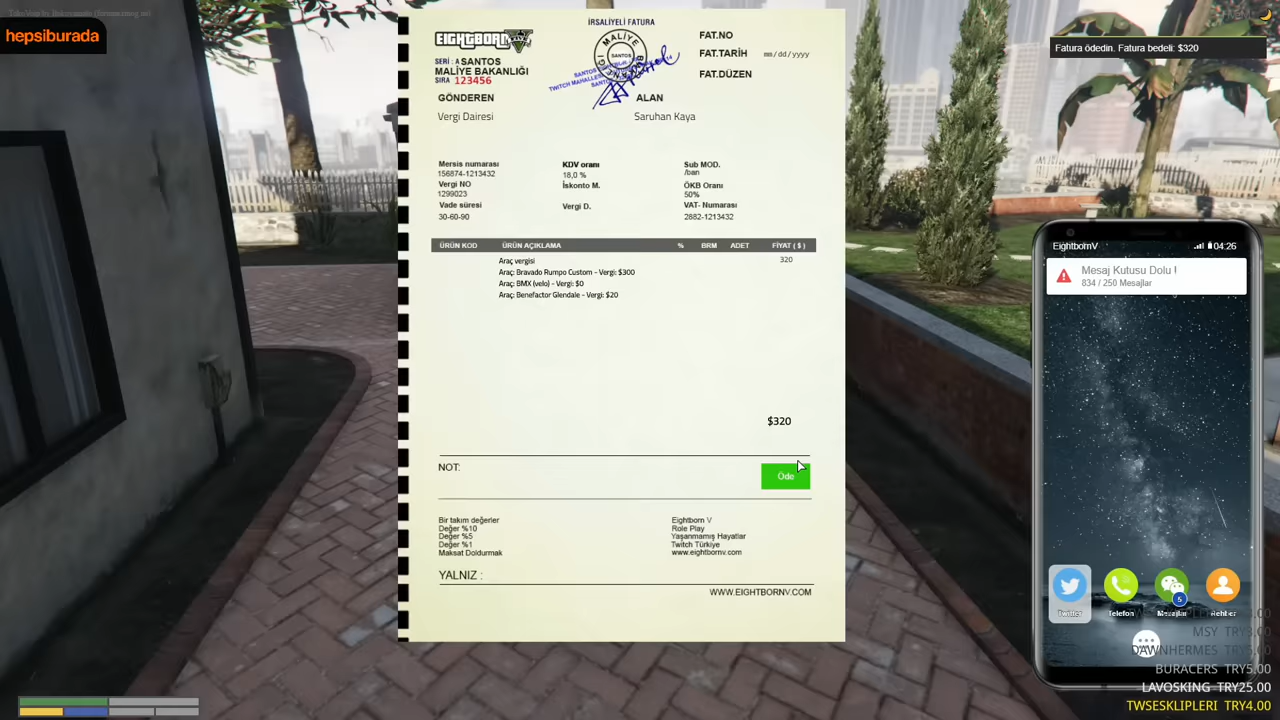 hepsiburada
EIGHTBORN V
SERİ : A SANTOS
MALİYE BAKANLIĞI
SIRA 123456
İRSALİYELİ FATURA
MALİYE
SANTOS
FAT.NO
FAT.TARİH mm/dd/yyyy
FAT.DÜZEN
GÖNDEREN
Vergi Dairesi
ALAN
Saruhan Kaya
Mersis numarası
156874-1213432
Vergi NO
1299023
Vade süresi
30-60-90
KDV oranı
18,0 %
İskonto M.
Vergi D.
Sub MOD.
/ban
ÖKB Oranı
50%
VAT- Numarası
2882-1213432
ÜRÜN KOD ÜRÜN AÇIKLAMA % BRM ADET FİYAT ( $ )
Araç vergisi 320
Araç: Bravado Rumpo Custom - Vergi: $300
Araç: BMX (velo) - Vergi: $0
Araç: Benefactor Glendale - Vergi: $20
$320
NOT:
Öde
Bir takım değerler
Değer %10
Değer %5
Değer %1
Maksat Doldurmak
Eightborn V
Role Play
Yaşanmamış Hayatlar
Twitch Türkiye
www.eightbornv.com
YALNIZ :
WWW.EIGHTBORNV.COM
Fatura ödedin. Fatura bedeli: $320
EightbornV 04:26
Mesaj Kutusu Dolu !
834 / 250 Mesajlar
5
Twitter Telefon Mesajlar Rehber
MSY TRY3.00
DAWNHERMES TRY5.00
BURACERS TRY5.00
LAVOSKING TRY25.00
TWSESKLIPLERI TRY4.00